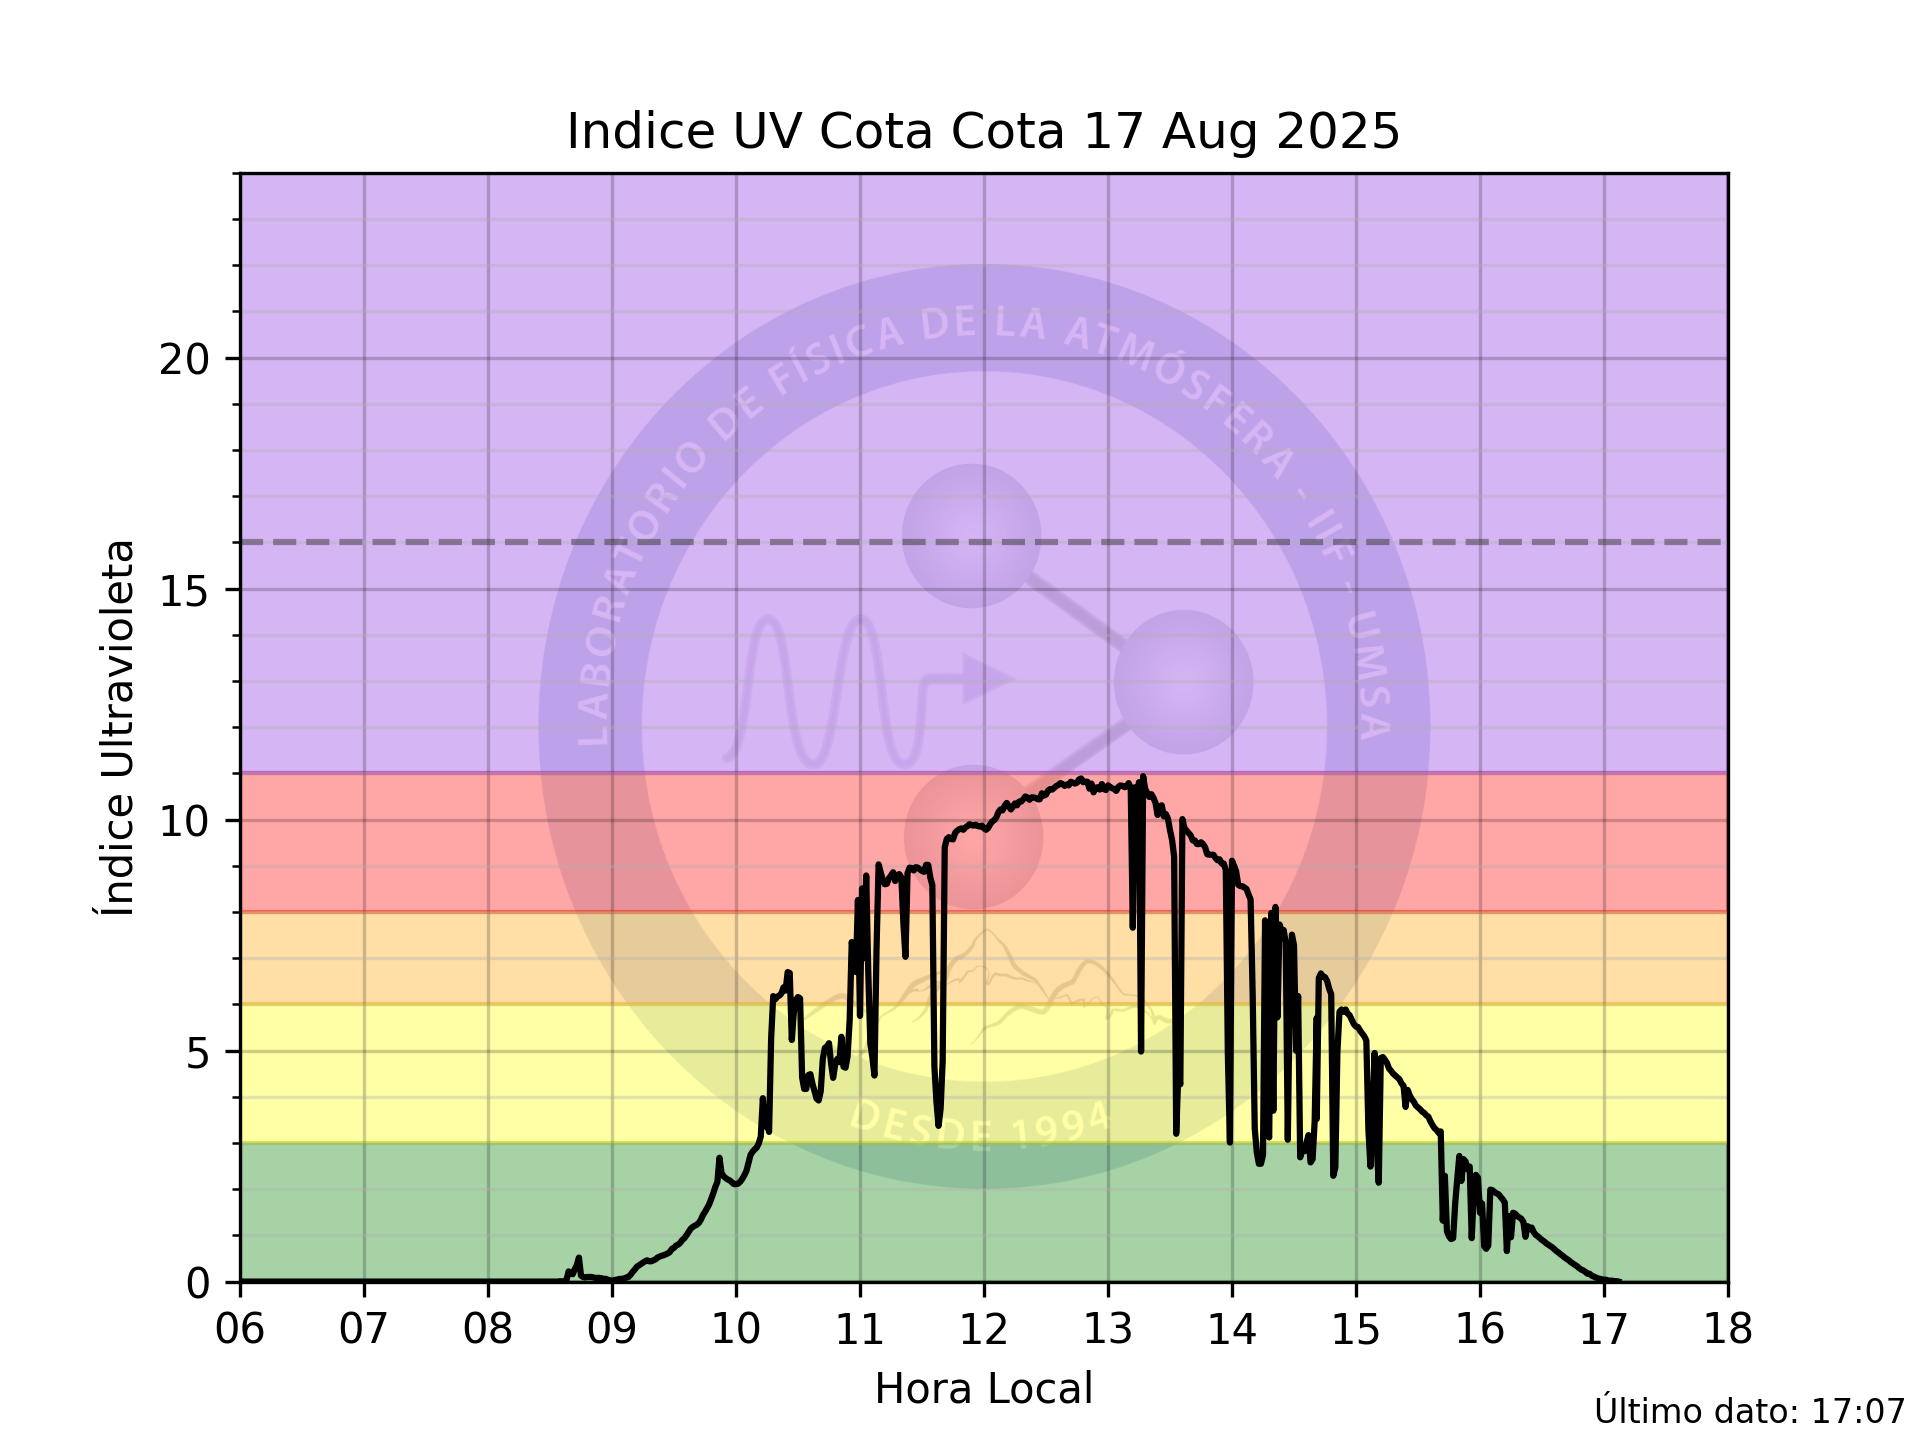 Indice UV Cota Cota 17 Aug 2025
LABORATORIO DE FÍSICA DE LA ATMÓSFERA - IIF - UMSA
DESDE 1994
Índice Ultravioleta
20
15
10
5
0
06 07 08 09 10 11 12 13 14 15 16 17 18
Hora Local
Último dato: 17:07